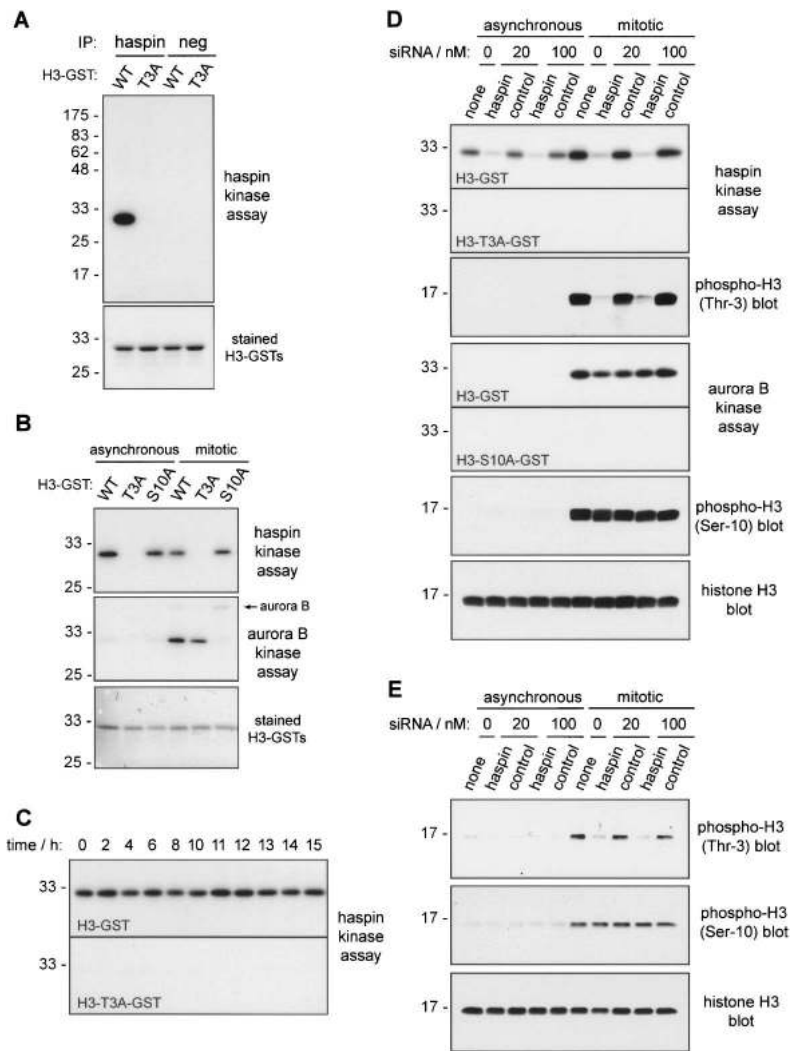 A
IP: haspin neg
H3-GST: WT T3A WT T3A
175 -
83 -
62 -
48 -
33 -
25 -
17 -
haspin
kinase
assay
33 -
25 -
stained
H3-GSTs
B
asynchronous mitotic
H3-GST: WT T3A S10A WT T3A S10A
33 -
25 -
haspin
kinase
assay
← aurora B
33 -
25 -
aurora B
kinase
assay
33 -
25 -
stained
H3-GSTs
C
time / h: 0 2 4 6 8 10 11 12 13 14 15
33 -
H3-GST
33 -
H3-T3A-GST
haspin
kinase
assay
D
asynchronous mitotic
siRNA / nM: 0 20 100 0 20 100
none haspin control haspin control none haspin control haspin control
33 -
H3-GST
33 -
H3-T3A-GST
haspin
kinase
assay
17 -
phospho-H3
(Thr-3) blot
33 -
H3-GST
33 -
H3-S10A-GST
aurora B
kinase
assay
17 -
phospho-H3
(Ser-10) blot
17 -
histone H3
blot
E
asynchronous mitotic
siRNA / nM: 0 20 100 0 20 100
none haspin control haspin control none haspin control haspin control
17 -
phospho-H3
(Thr-3) blot
17 -
phospho-H3
(Ser-10) blot
17 -
histone H3
blot